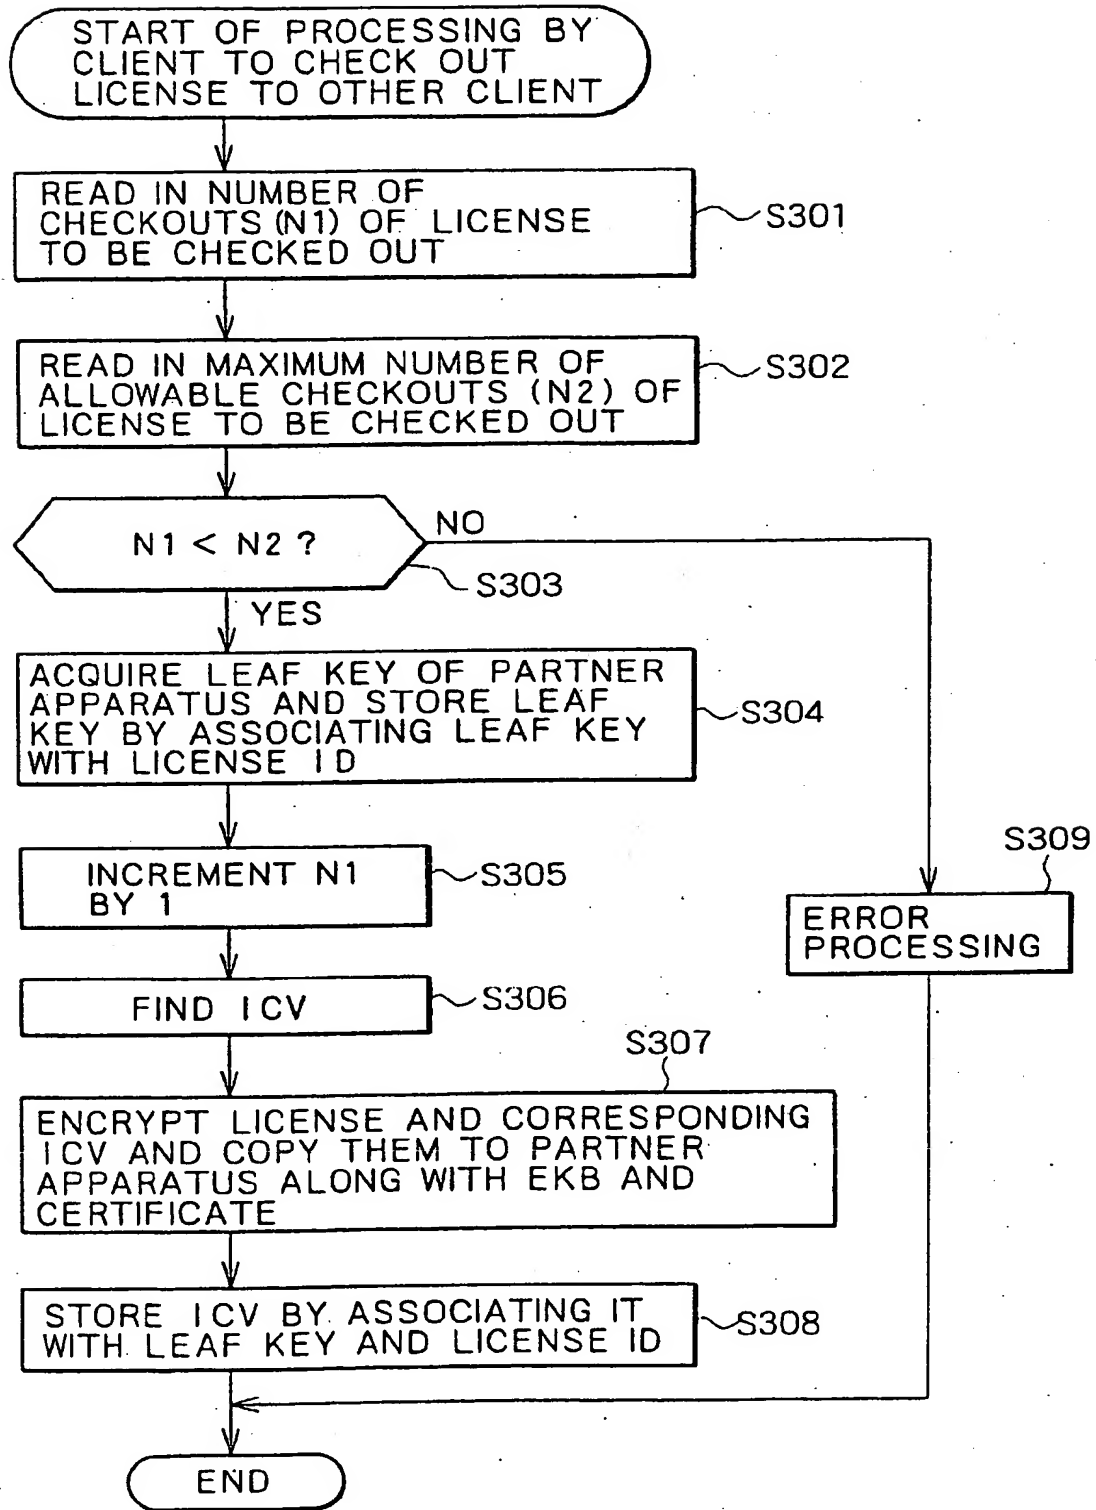 START OF PROCESSING BY
CLIENT TO CHECK OUT
LICENSE TO OTHER CLIENT
READ IN NUMBER OF
CHECKOUTS (N1) OF LICENSE
TO BE CHECKED OUT
S301
READ IN MAXIMUM NUMBER OF
ALLOWABLE CHECKOUTS (N2) OF
LICENSE TO BE CHECKED OUT
S302
N1 < N2 ?
NO
S303
YES
ACQUIRE LEAF KEY OF PARTNER
APPARATUS AND STORE LEAF
KEY BY ASSOCIATING LEAF KEY
WITH LICENSE ID
S304
INCREMENT N1
BY 1
S305
S309
ERROR
PROCESSING
FIND ICV
S306
S307
ENCRYPT LICENSE AND CORRESPONDING
ICV AND COPY THEM TO PARTNER
APPARATUS ALONG WITH EKB AND
CERTIFICATE
STORE ICV BY ASSOCIATING IT
WITH LEAF KEY AND LICENSE ID
S308
END